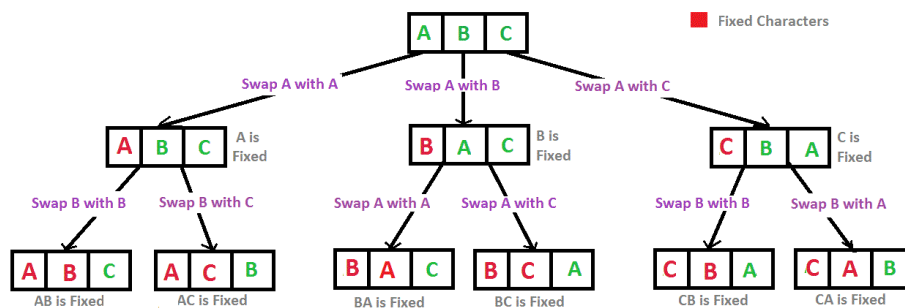 Fixed Characters
A B C
Swap A with A
Swap A with B
Swap A with C
A B C
A is
Fixed
B A C
B is
Fixed
C B A
C is
Fixed
Swap B with B
Swap B with C
Swap A with A
Swap A with C
Swap B with B
Swap B with A
A B C
A C B
B A C
B C A
C B A
C A B
AB is Fixed
AC is Fixed
BA is Fixed
BC is Fixed
CB is Fixed
CA is Fixed